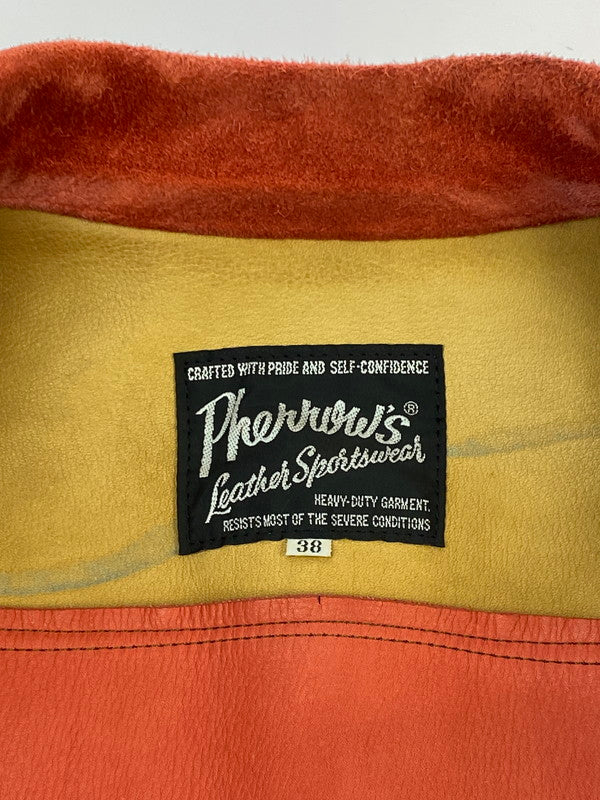 CRAFTED WITH PRIDE AND SELF-CONFIDENCE
Pherrow's®
Leather Sportswear
HEAVY-DUTY GARMENT,
RESISTS MOST OF THE SEVERE CONDITIONS
38